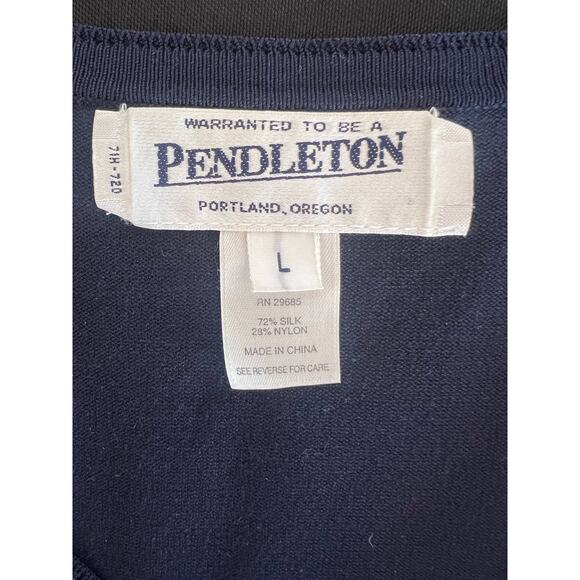 WARRANTED TO BE A
PENDLETON
PORTLAND, OREGON
71H-720
L
RN 29685
72% SILK
28% NYLON
MADE IN CHINA
SEE REVERSE FOR CARE